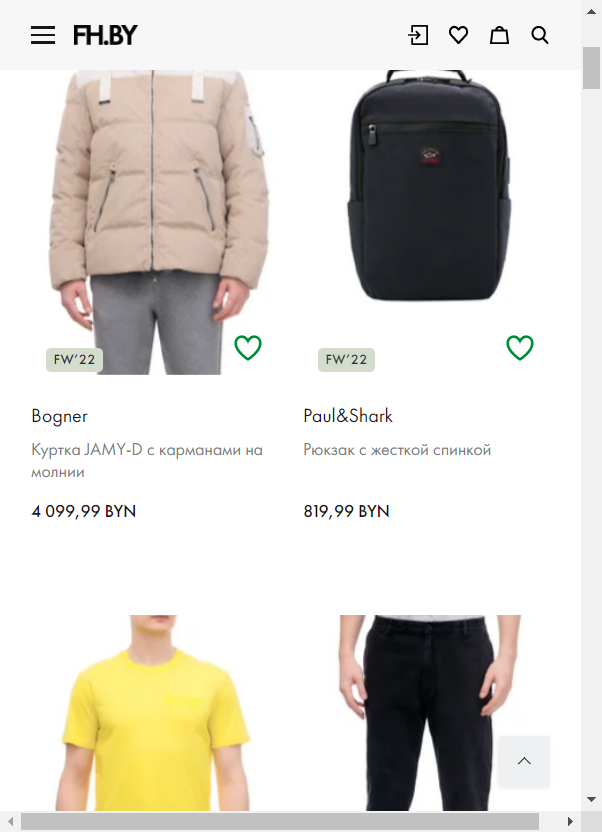 FH.BY
FW’22
FW’22
Bogner
Paul&Shark
Куртка JAMY-D с карманами на
молнии
Рюкзак с жесткой спинкой
4 099,99 BYN
819,99 BYN